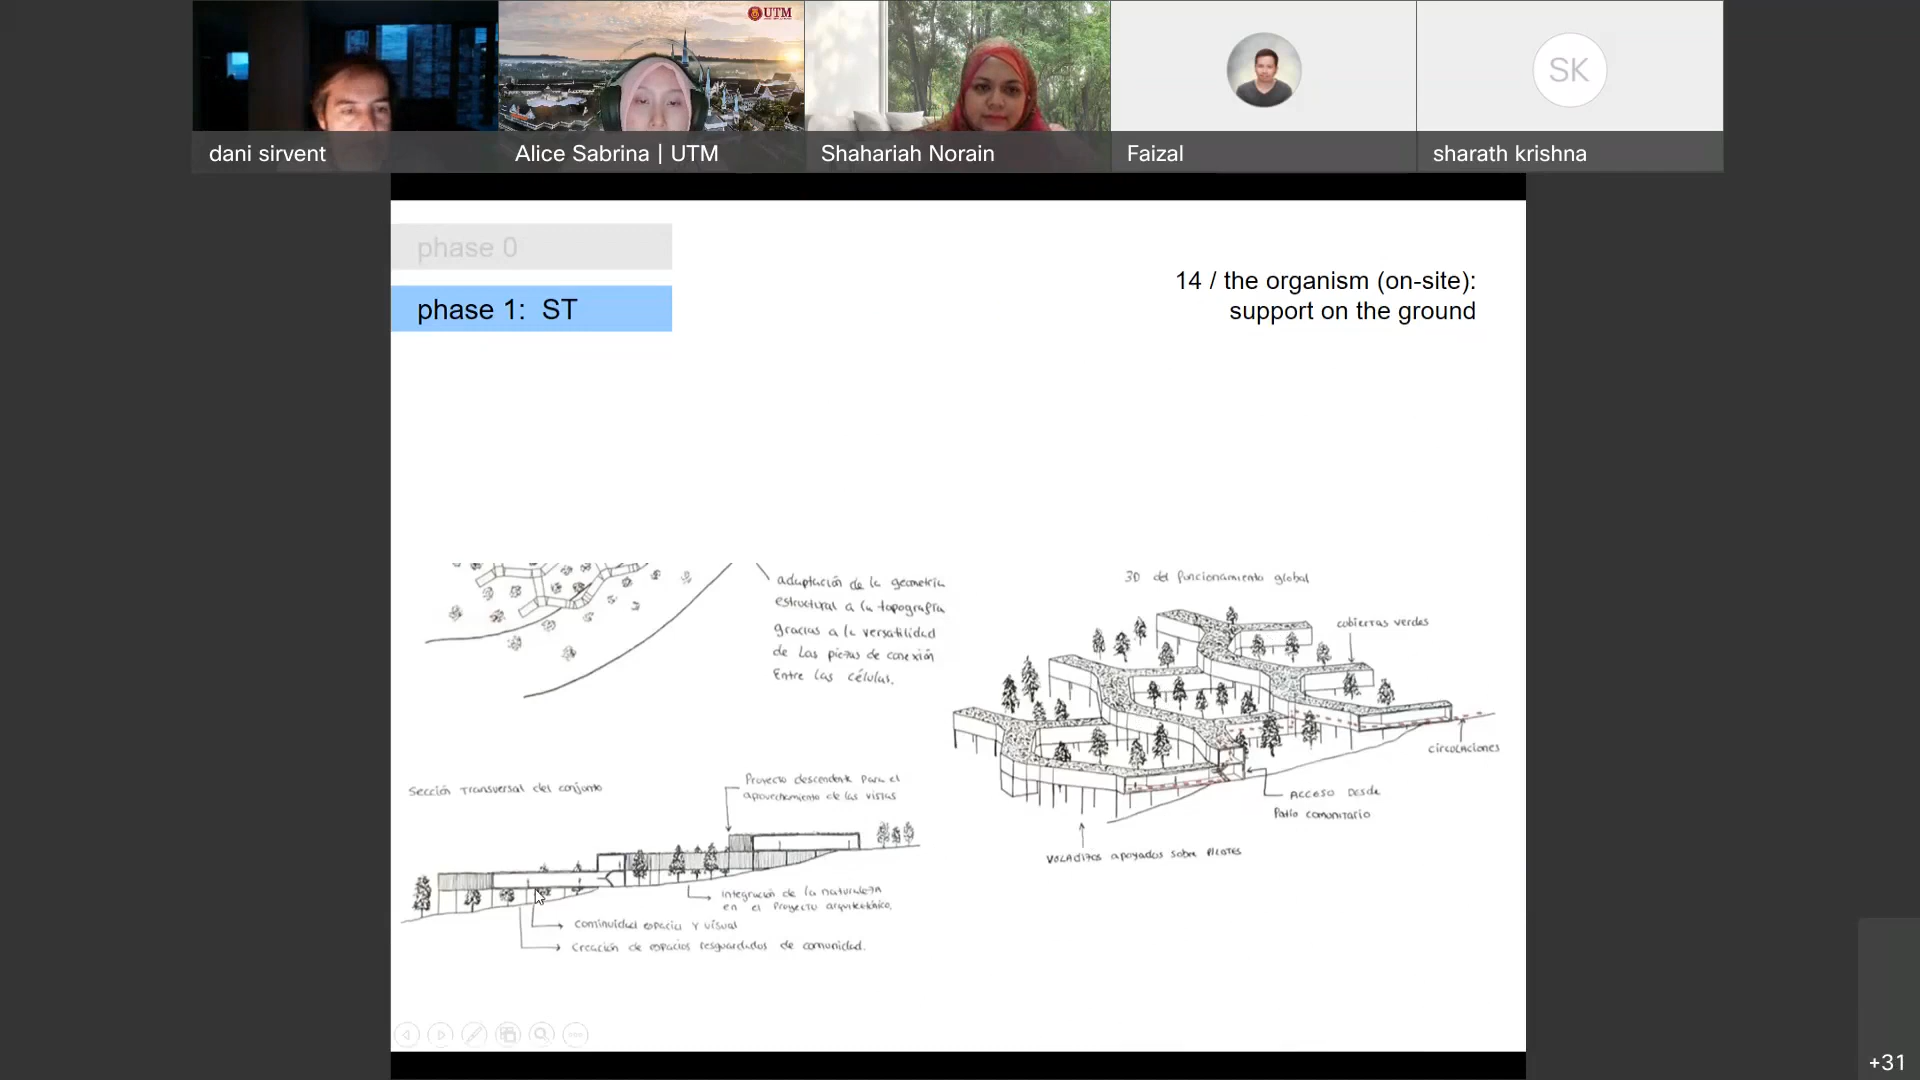 UTM
SK
dani sirvent
Alice Sabrina | UTM
Shahariah Norain
Faizal
sharath krishna
phase 0
phase 1: ST
14 / the organism (on-site):
support on the ground
adaptación de la geometría
estructural a la topografía
gracias a la versatilidad
de las piezas de conexión
Entre las células.
3D del funcionamiento global
cubiertas verdes
circulaciones
Acceso Desde
Patio comunitario
Voladizos apoyados sobre Pilotes
Sección Transversal del conjunto
Proyecto descendente para el
aprovechamiento de las vistas
Integración de la naturaleza
en el Proyecto arquitectónico.
Continuidad espacial y visual
Creación de espacios resguardados de comunidad.
+31